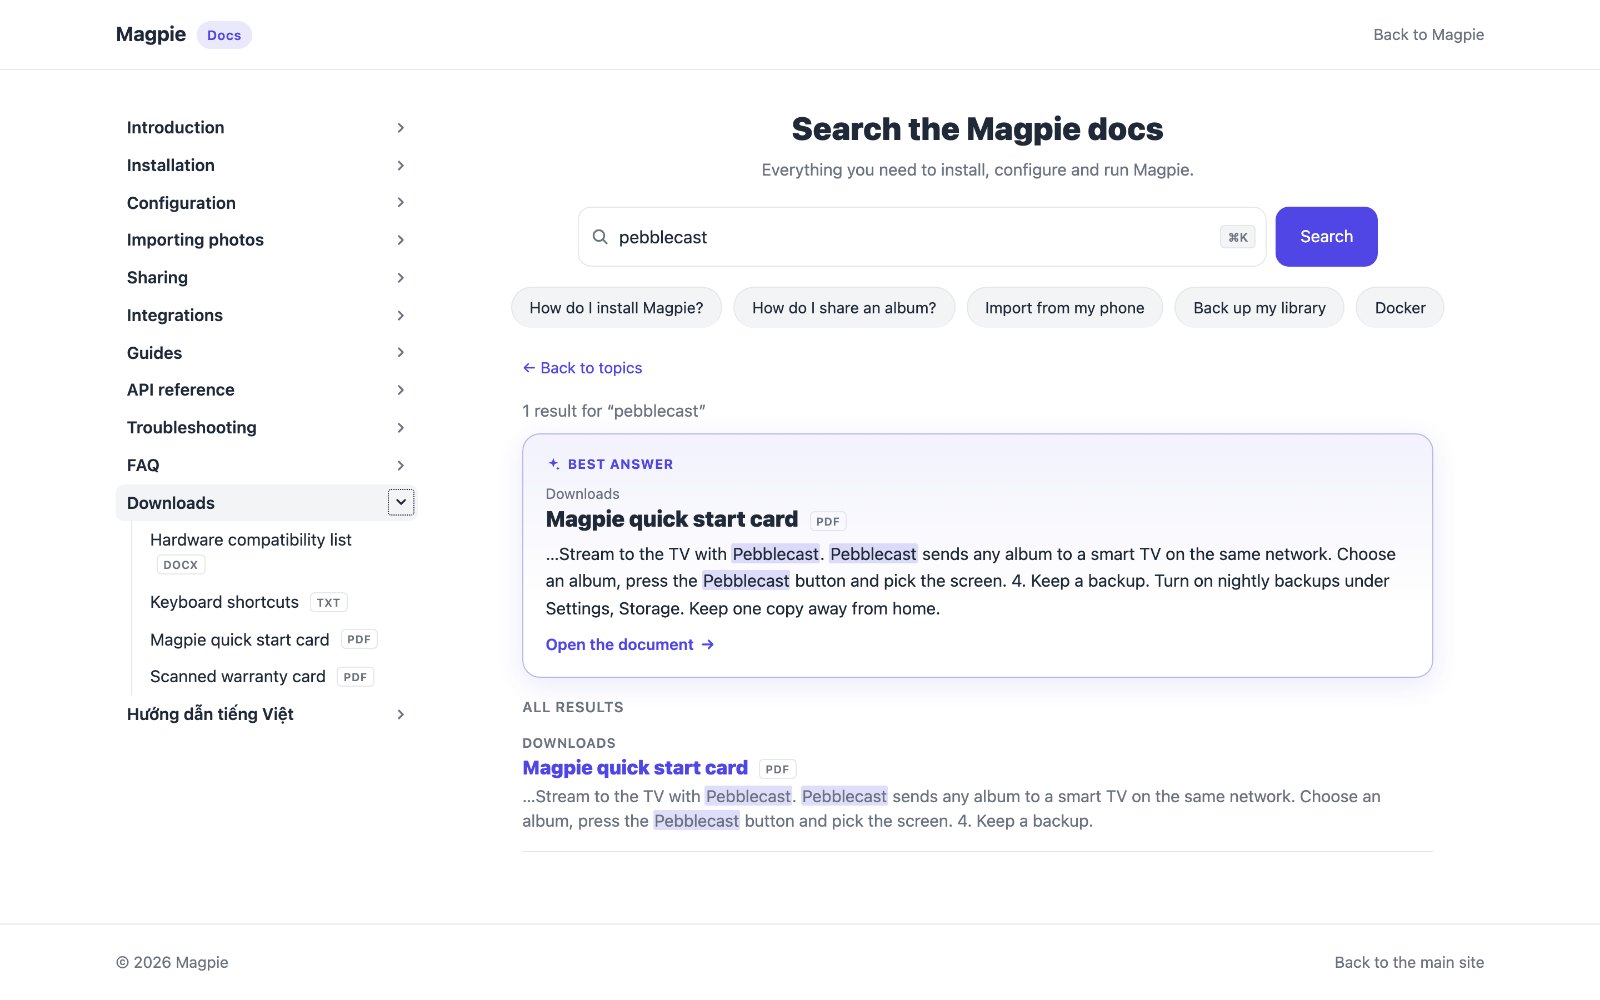 Magpie Docs
Back to Magpie
Introduction
Installation
Configuration
Importing photos
Sharing
Integrations
Guides
API reference
Troubleshooting
FAQ
Downloads
Hardware compatibility list
DOCX
Keyboard shortcuts TXT
Magpie quick start card PDF
Scanned warranty card PDF
Hướng dẫn tiếng Việt
Search the Magpie docs
Everything you need to install, configure and run Magpie.
pebblecast ⌘K Search
How do I install Magpie? How do I share an album? Import from my phone Back up my library Docker
← Back to topics
1 result for “pebblecast”
BEST ANSWER
Downloads
Magpie quick start card PDF
…Stream to the TV with Pebblecast. Pebblecast sends any album to a smart TV on the same network. Choose
an album, press the Pebblecast button and pick the screen. 4. Keep a backup. Turn on nightly backups under
Settings, Storage. Keep one copy away from home.
Open the document →
ALL RESULTS
DOWNLOADS
Magpie quick start card PDF
…Stream to the TV with Pebblecast. Pebblecast sends any album to a smart TV on the same network. Choose an
album, press the Pebblecast button and pick the screen. 4. Keep a backup.
© 2026 Magpie
Back to the main site